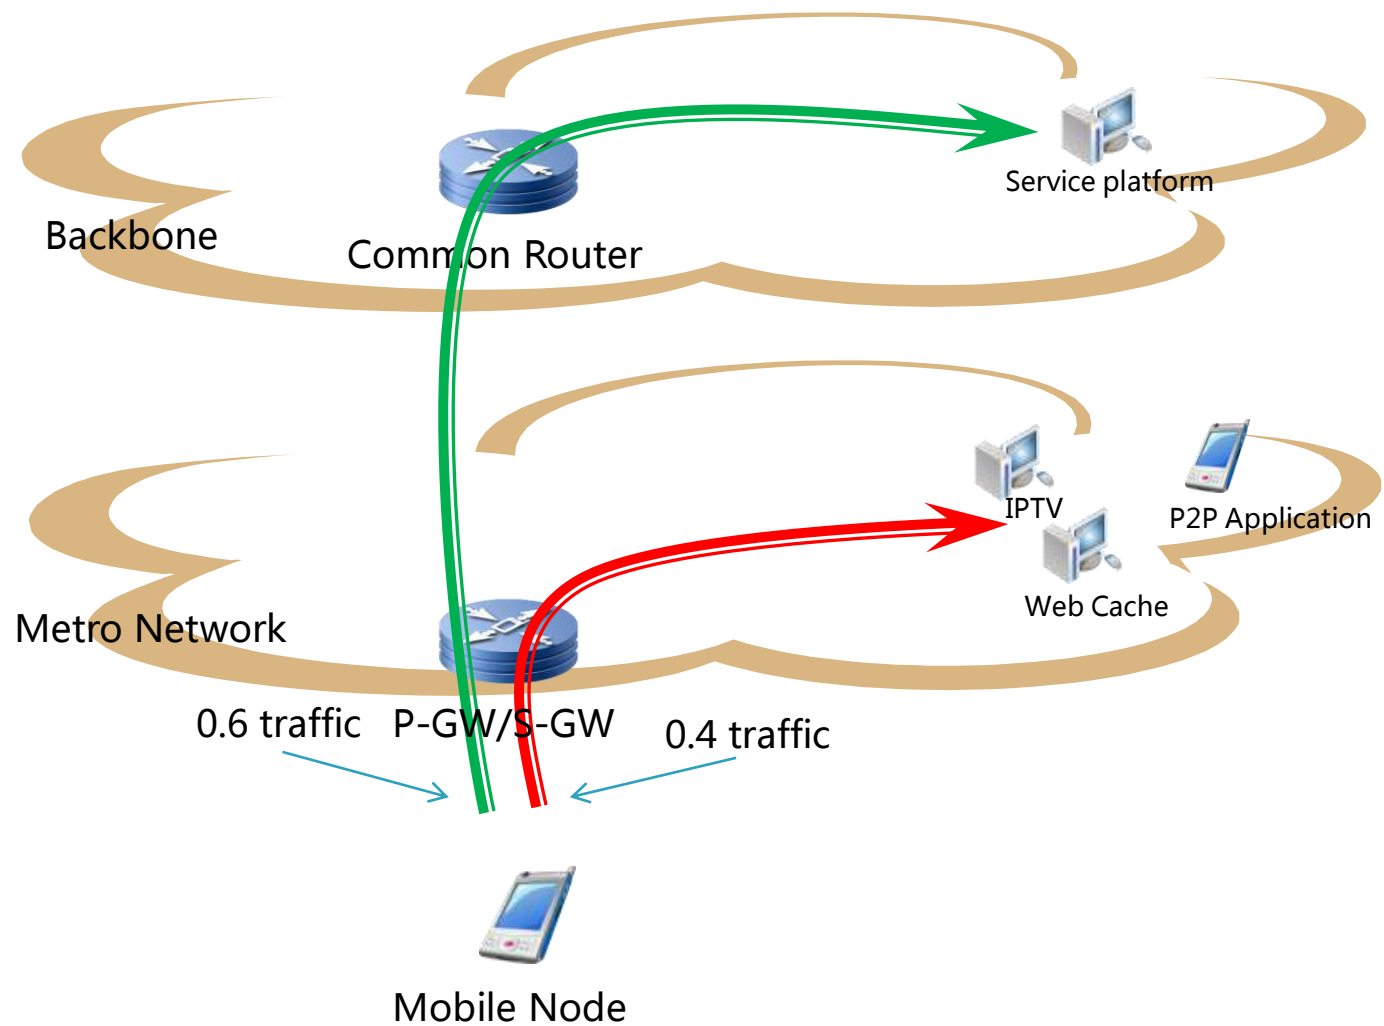 Service platform
Backbone
Common Router
IPTV
P2P Application
Web Cache
Metro Network
0.6 traffic
P-GW/S-GW
0.4 traffic
Mobile Node